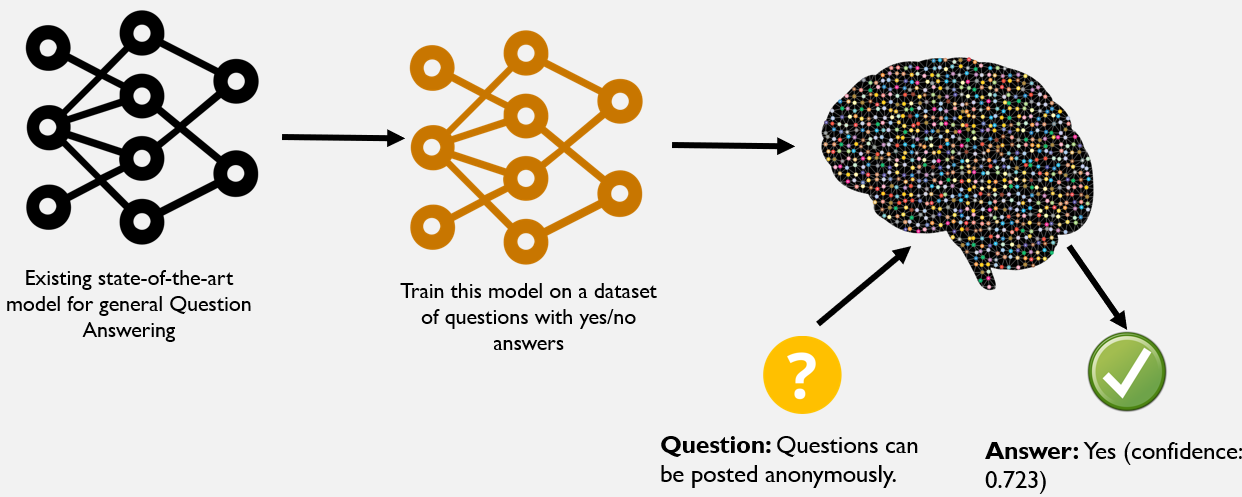 Existing state-of-the-art
model for general Question
Answering
Train this model on a dataset
of questions with yes/no
answers
?
Question: Questions can
be posted anonymously.
Answer: Yes (confidence:
0.723)